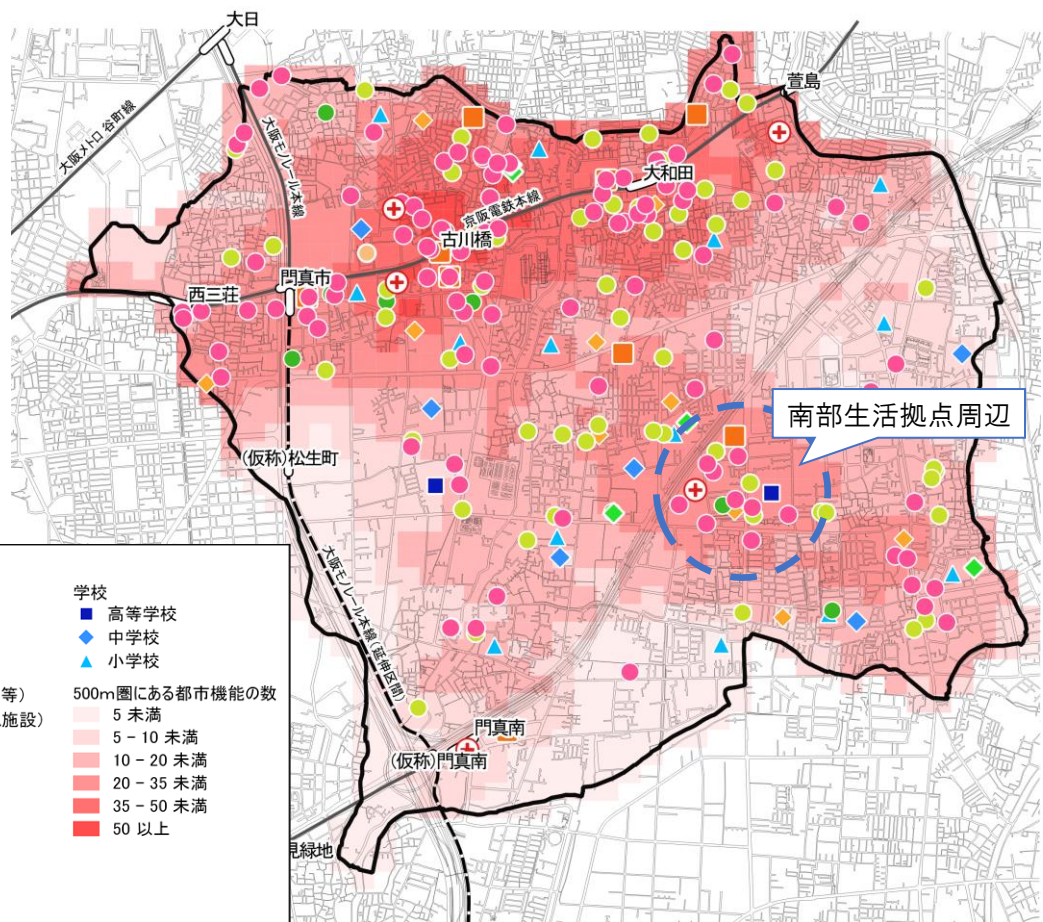 大日
大阪メトロ谷町線
大阪モノレール本線
萱島
大和田
京阪電鉄本線
古川橋
門真市
西三荘
南部生活拠点周辺
(仮称)松生町
大阪モノレール本線(延伸区間)
門真南
(仮称)門真南
見緑地
学校
高等学校
中学校
小学校
等)
施設)
500m圏にある都市機能の数
5 未満
5 - 10 未満
10 - 20 未満
20 - 35 未満
35 - 50 未満
50 以上